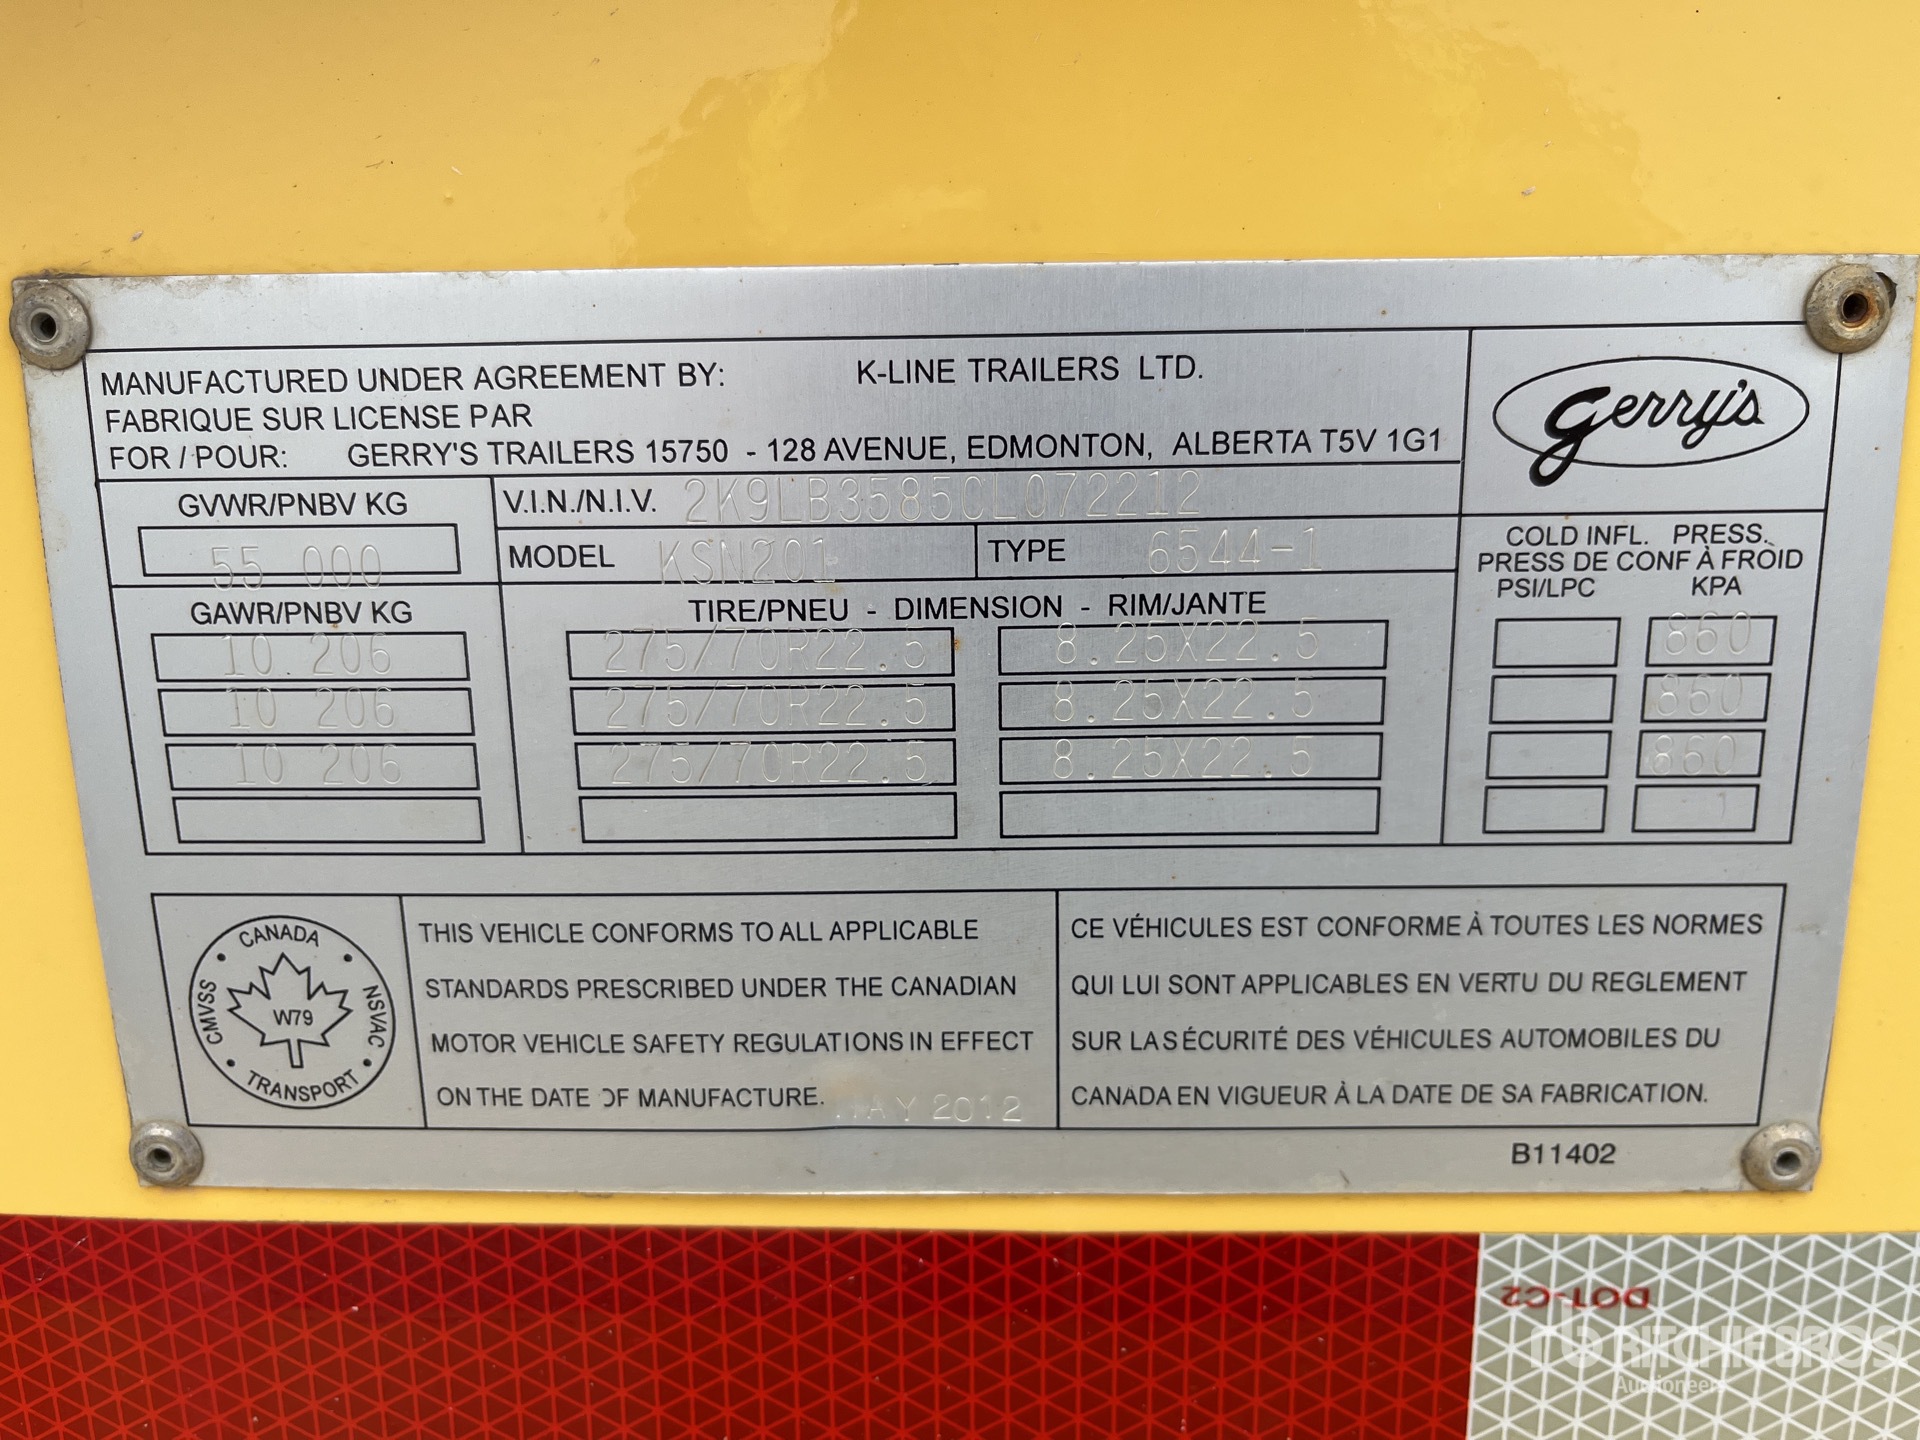 MANUFACTURED UNDER AGREEMENT BY: K-LINE TRAILERS LTD.
FABRIQUE SUR LICENSE PAR
FOR / POUR: GERRY'S TRAILERS 15750 - 128 AVENUE, EDMONTON, ALBERTA T5V 1G1
Gerry's
GVWR/PNBV KG
55 000
V.I.N./N.I.V. 2K9LB3585CL072212
MODEL KSN201 TYPE 6544-1
COLD INFL. PRESS.
PRESS DE CONF À FROID
PSI/LPC KPA
GAWR/PNBV KG TIRE/PNEU - DIMENSION - RIM/JANTE
10 206 275/70R22.5 8.25X22.5 860
10 206 275/70R22.5 8.25X22.5 860
10 206 275/70R22.5 8.25X22.5 860
CANADA
CMVSS
W79
NSVAC
TRANSPORT
THIS VEHICLE CONFORMS TO ALL APPLICABLE
STANDARDS PRESCRIBED UNDER THE CANADIAN
MOTOR VEHICLE SAFETY REGULATIONS IN EFFECT
ON THE DATE OF MANUFACTURE. MAY 2012
CE VÉHICULES EST CONFORME À TOUTES LES NORMES
QUI LUI SONT APPLICABLES EN VERTU DU REGLEMENT
SUR LA SÉCURITÉ DES VÉHICULES AUTOMOBILES DU
CANADA EN VIGUEUR À LA DATE DE SA FABRICATION.
B11402
DOT-C2
rb RITCHIE BROS
Auctioneers